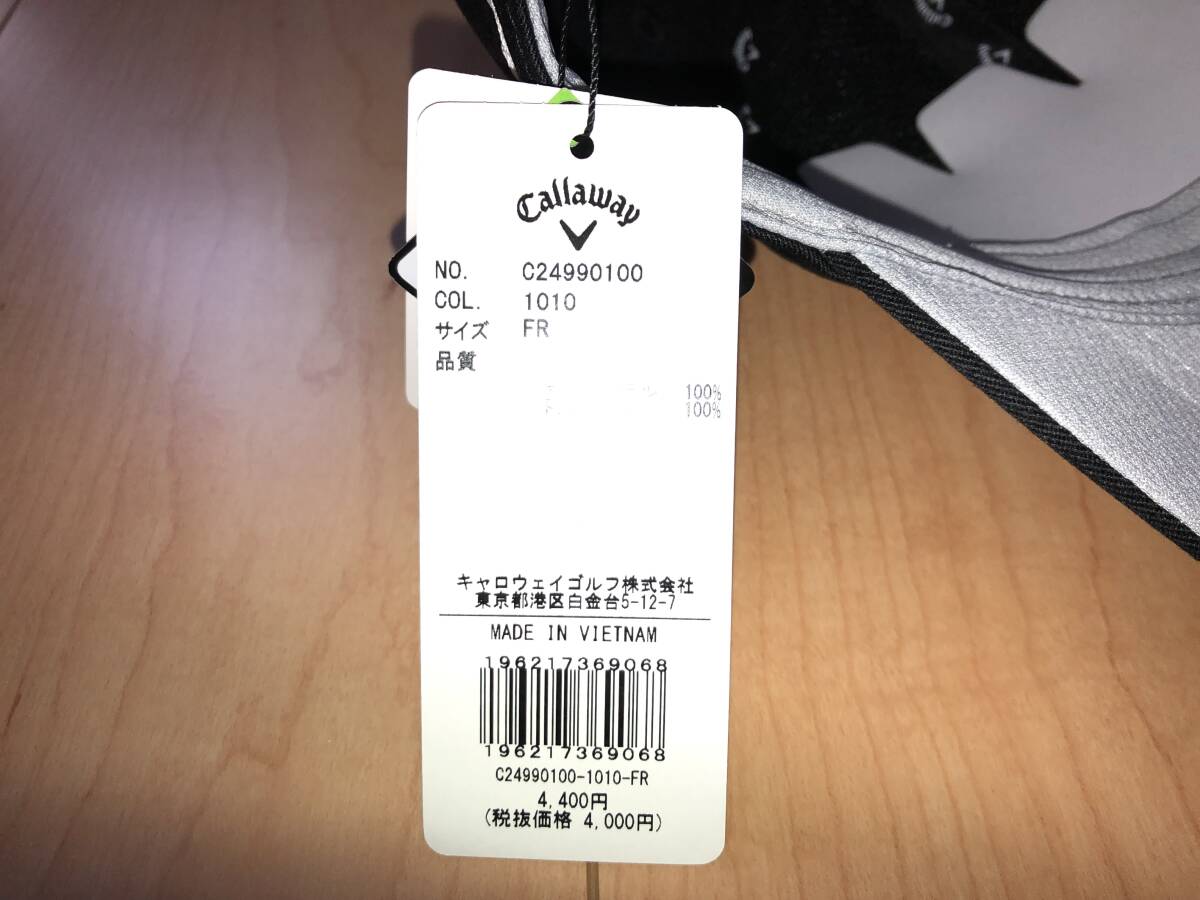 Callaway
NO. C24990100
COL. 1010
サイズ FR
品質
100%
100%
キャロウェイゴルフ株式会社
東京都港区白金台5-12-7
MADE IN VIETNAM
196217369068
196217369068
C24990100-1010-FR
4,400円
(税抜価格 4,000円)